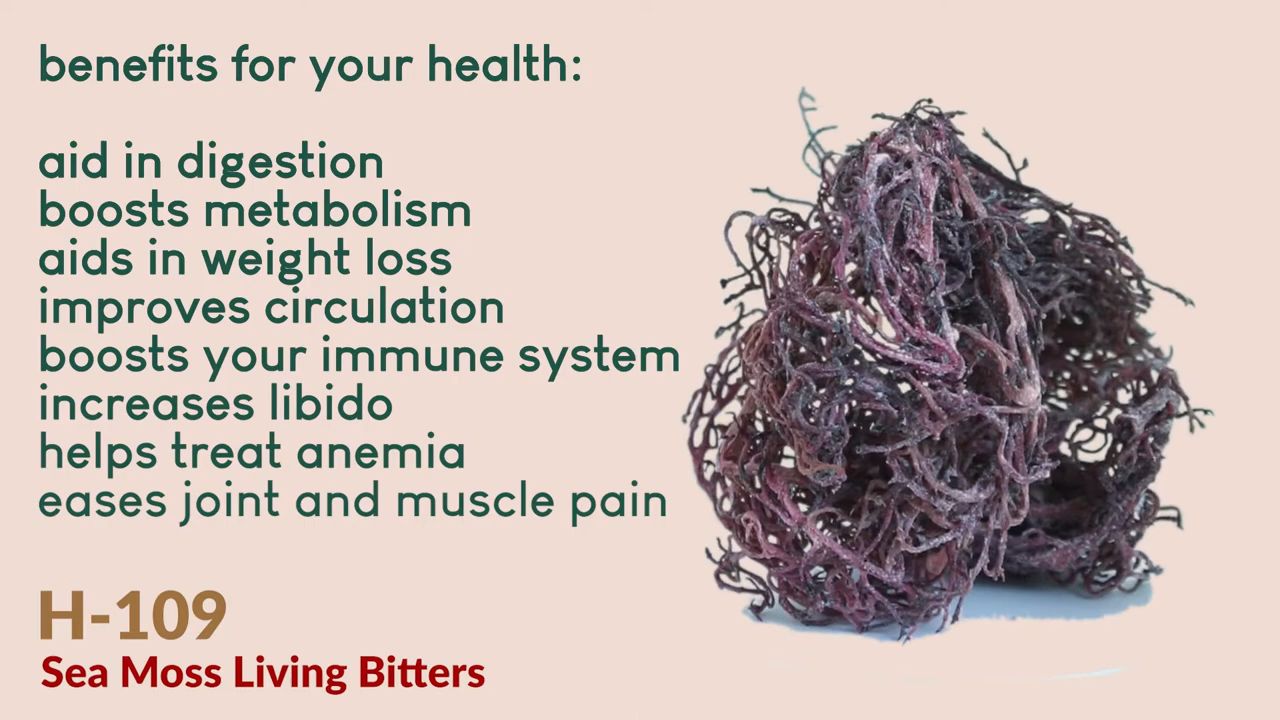 benefits for your health:
aid in digestion
boosts metabolism
aids in weight loss
improves circulation
boosts your immune system
increases libido
helps treat anemia
eases joint and muscle pain
H-109
Sea Moss Living Bitters